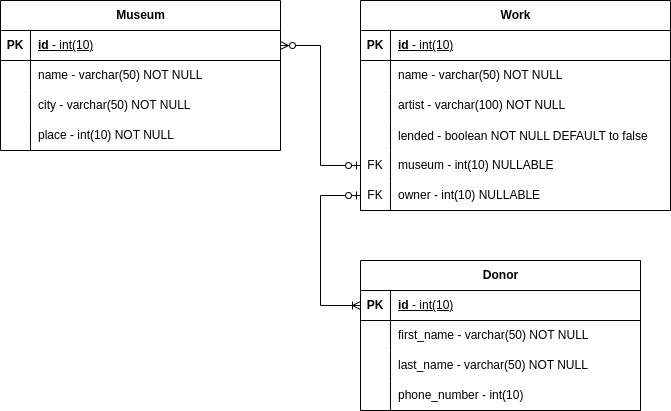 Museum
PK id - int(10)
name - varchar(50) NOT NULL
city - varchar(50) NOT NULL
place - int(10) NOT NULL
Work
PK id - int(10)
name - varchar(50) NOT NULL
artist - varchar(100) NOT NULL
lended - boolean NOT NULL DEFAULT to false
FK museum - int(10) NULLABLE
FK owner - int(10) NULLABLE
Donor
PK id - int(10)
first_name - varchar(50) NOT NULL
last_name - varchar(50) NOT NULL
phone_number - int(10)